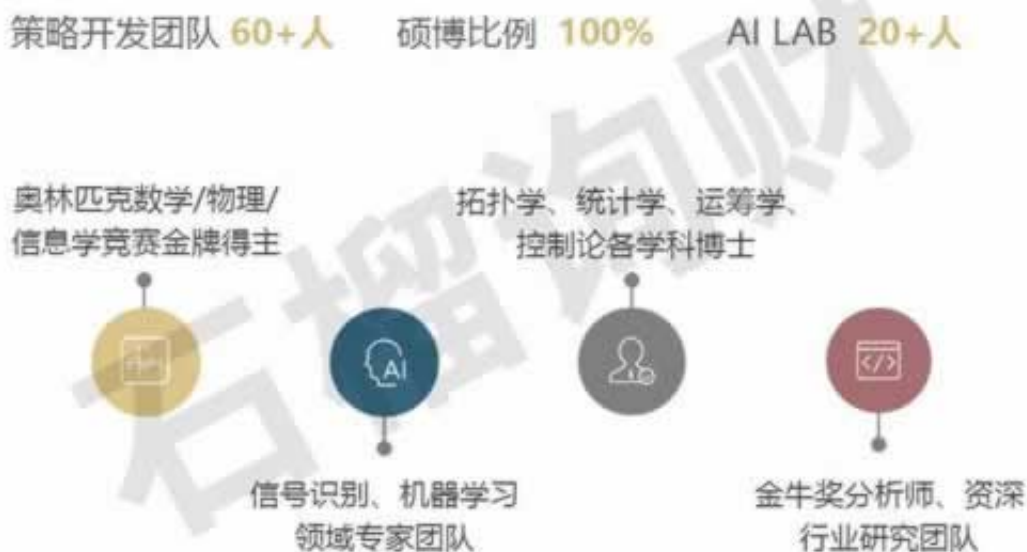 策略开发团队 60+人 硕博比例 100% AI LAB 20+人
奥林匹克数学/物理/
信息学竞赛金牌得主
拓扑学、统计学、运筹学、
控制论各学科博士
AI
</>
信号识别、机器学习
领域专家团队
金牛奖分析师、资深
行业研究团队
石榴询财